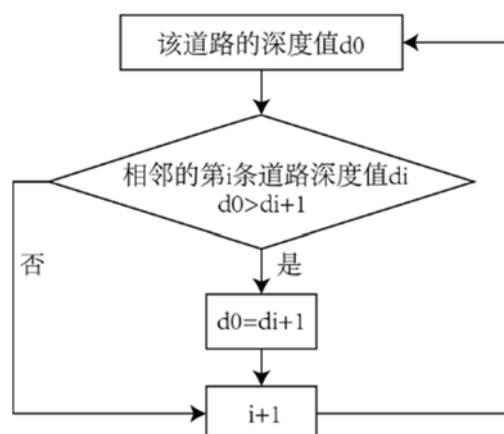 该道路的深度值d0
相邻的第i条道路深度值di
d0>di+1
否
是
d0=di+1
i+1